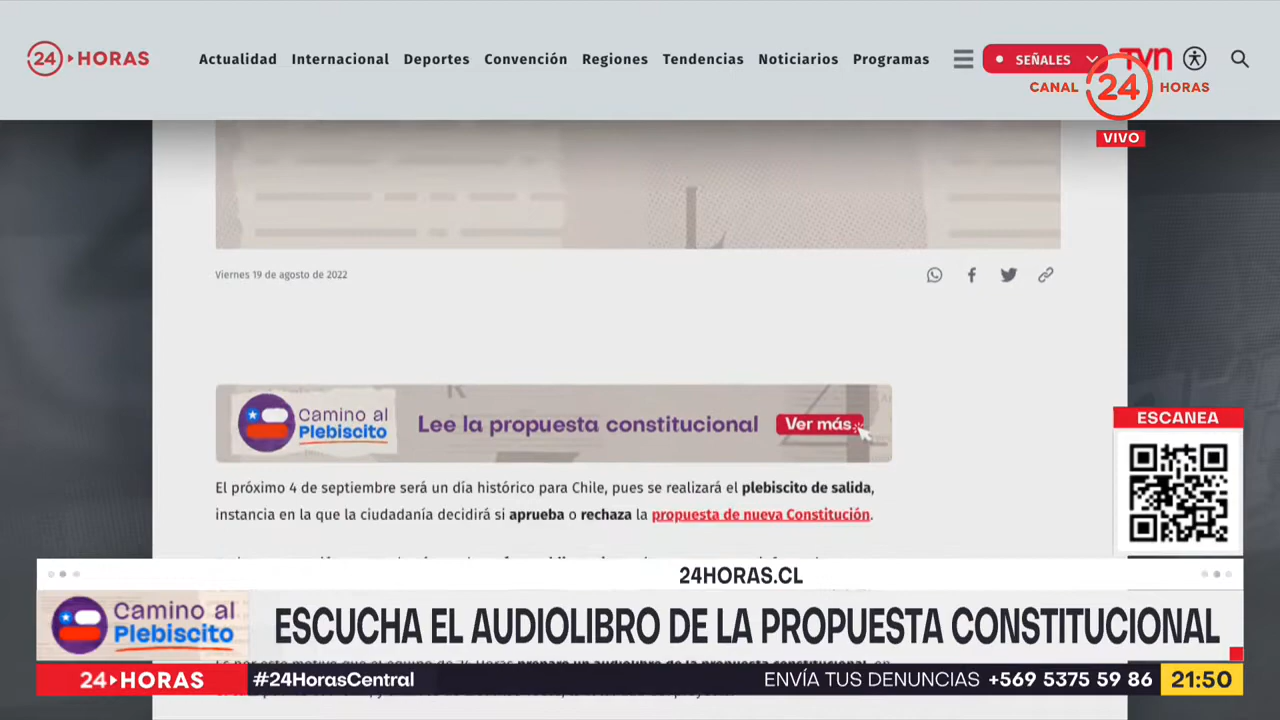 24 HORAS
Actualidad Internacional Deportes Convención Regiones Tendencias Noticiarios Programas
SEÑALES
TVN
CANAL 24 HORAS
VIVO
Viernes 19 de agosto de 2022
Camino al
Plebiscito
Lee la propuesta constitucional
Ver más
El próximo 4 de septiembre será un día histórico para Chile, pues se realizará el plebiscito de salida,
instancia en la que la ciudadanía decidirá si aprueba o rechaza la propuesta de nueva Constitución.
ESCANEA
24HORAS.CL
Camino al
Plebiscito
ESCUCHA EL AUDIOLIBRO DE LA PROPUESTA CONSTITUCIONAL
24 HORAS
#24HorasCentral
ENVÍA TUS DENUNCIAS +569 5375 59 86
21:50